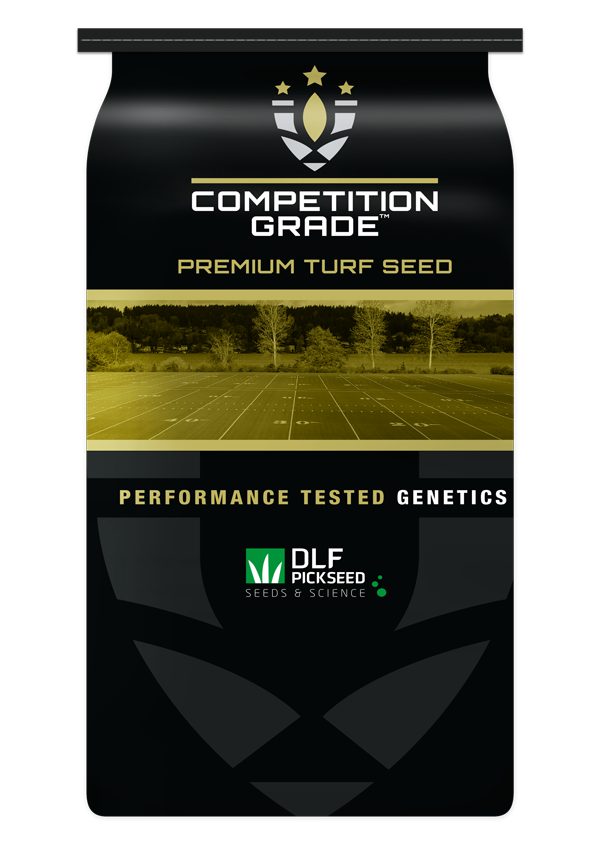 COMPETITION
GRADE™
PREMIUM TURF SEED
PERFORMANCE TESTED GENETICS
DLF
PICKSEED
SEEDS & SCIENCE